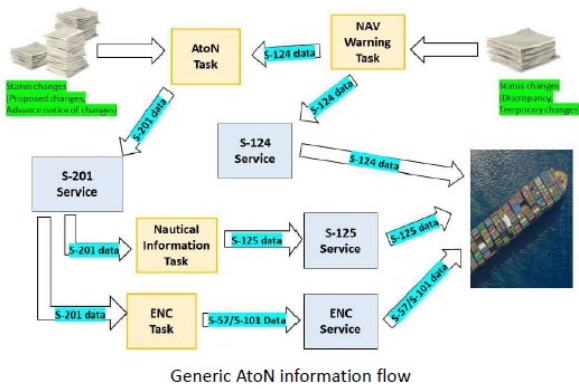 AtoN
Task
S-124 data
NAV
Warning
Task
Status changes
(Proposed changes,
Advance notice of changes)
Status changes
(Discrepancy,
Temporary changes)
S-201 data
S-124 data
S-124
Service
S-124 data
S-201
Service
S-201 data
Nautical
Information
Task
S-125 data
S-125
Service
S-125 data
S-201 data
ENC
Task
S-57/S-101 Data
ENC
Service
S-57/S-101 Data
Generic AtoN information flow